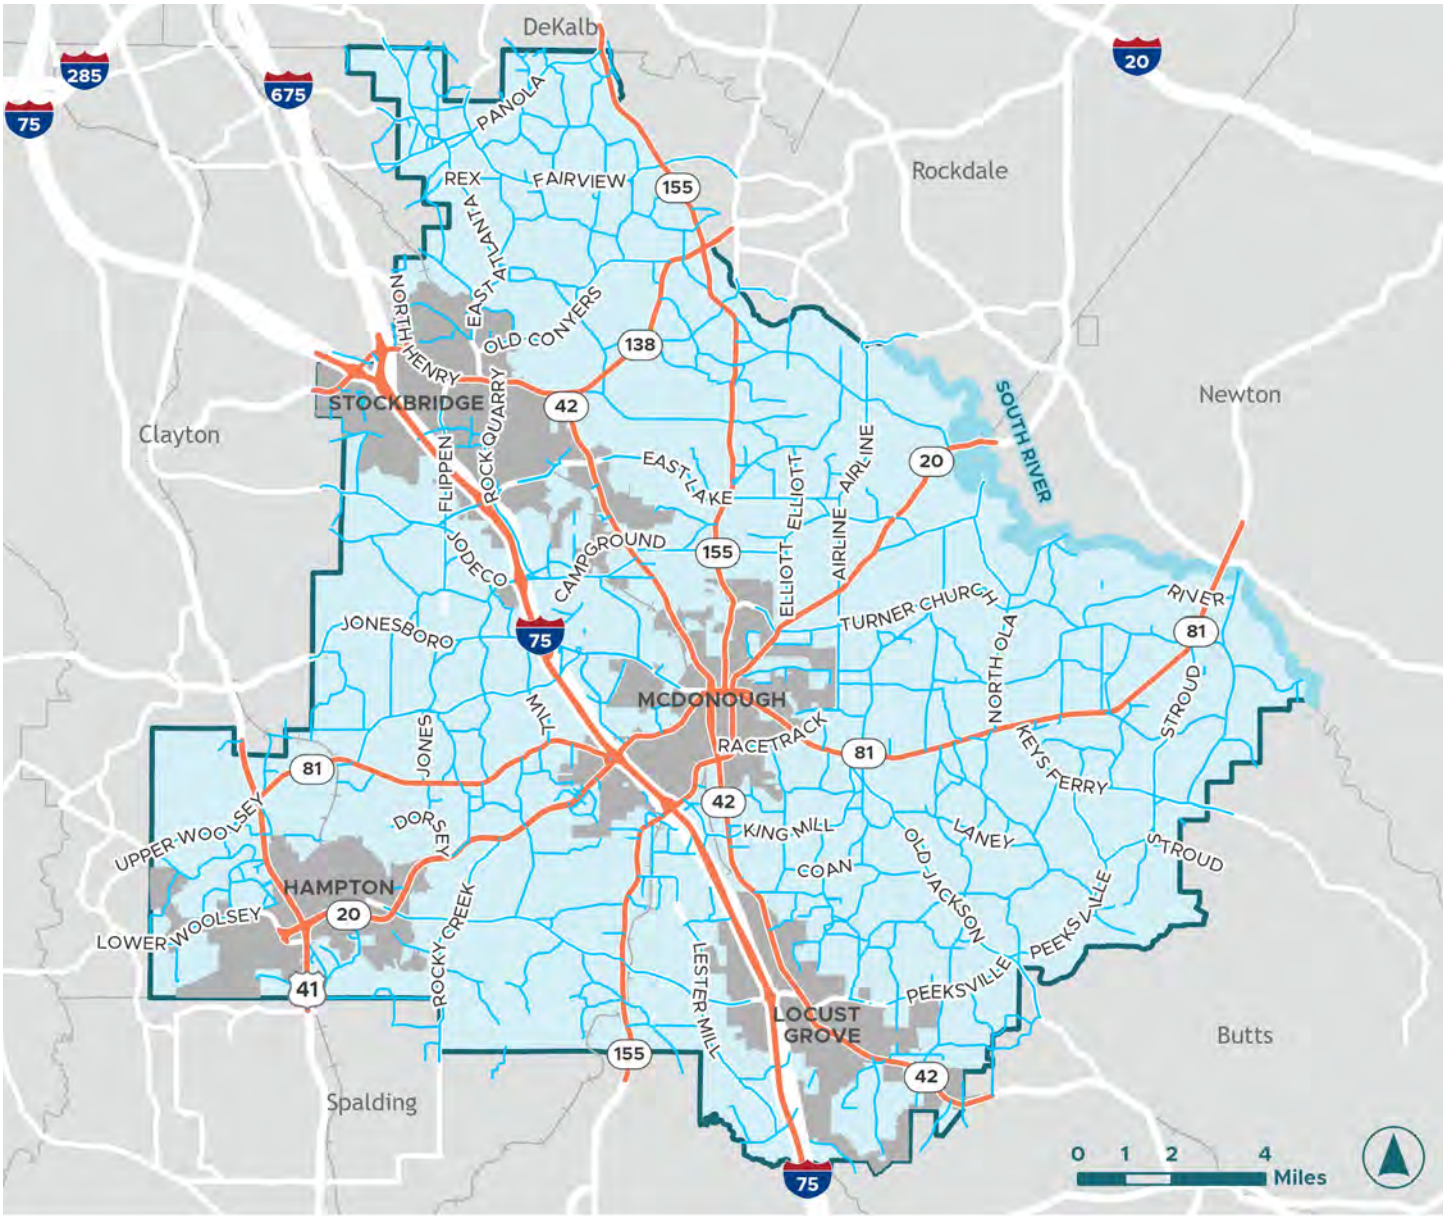 DeKalb
20
285
675
75
PANOLA
Rockdale
REX
FAIRVIEW
155
EAST ATLANTA
NORTH HENRY
OLD CONYERS
138
STOCKBRIDGE
42
ROCK QUARRY
SOUTH RIVER
Newton
Clayton
FLIPPEN
EAST LAKE
ELLIOTT
ELLIOTT
AIRLINE
AIRLINE
20
JODECO
CAMPGROUND
155
JONESBORO
75
TURNER CHURCH
RIVER
81
NORTH OLA
STROUD
MCDONOUGH
MILL
JONES
RACETRACK
81
81
KEYS FERRY
42
UPPER WOOLSEY
DORSEY
KING MILL
LANEY
STROUD
COAN
OLD JACKSON
HAMPTON
20
LOWER WOOLSEY
ROCKY CREEK
PEEKSVILLE
PEEKSVILLE
41
LESTER MILL
LOCUST
GROVE
Butts
155
42
Spalding
75
0 1 2 4
Miles